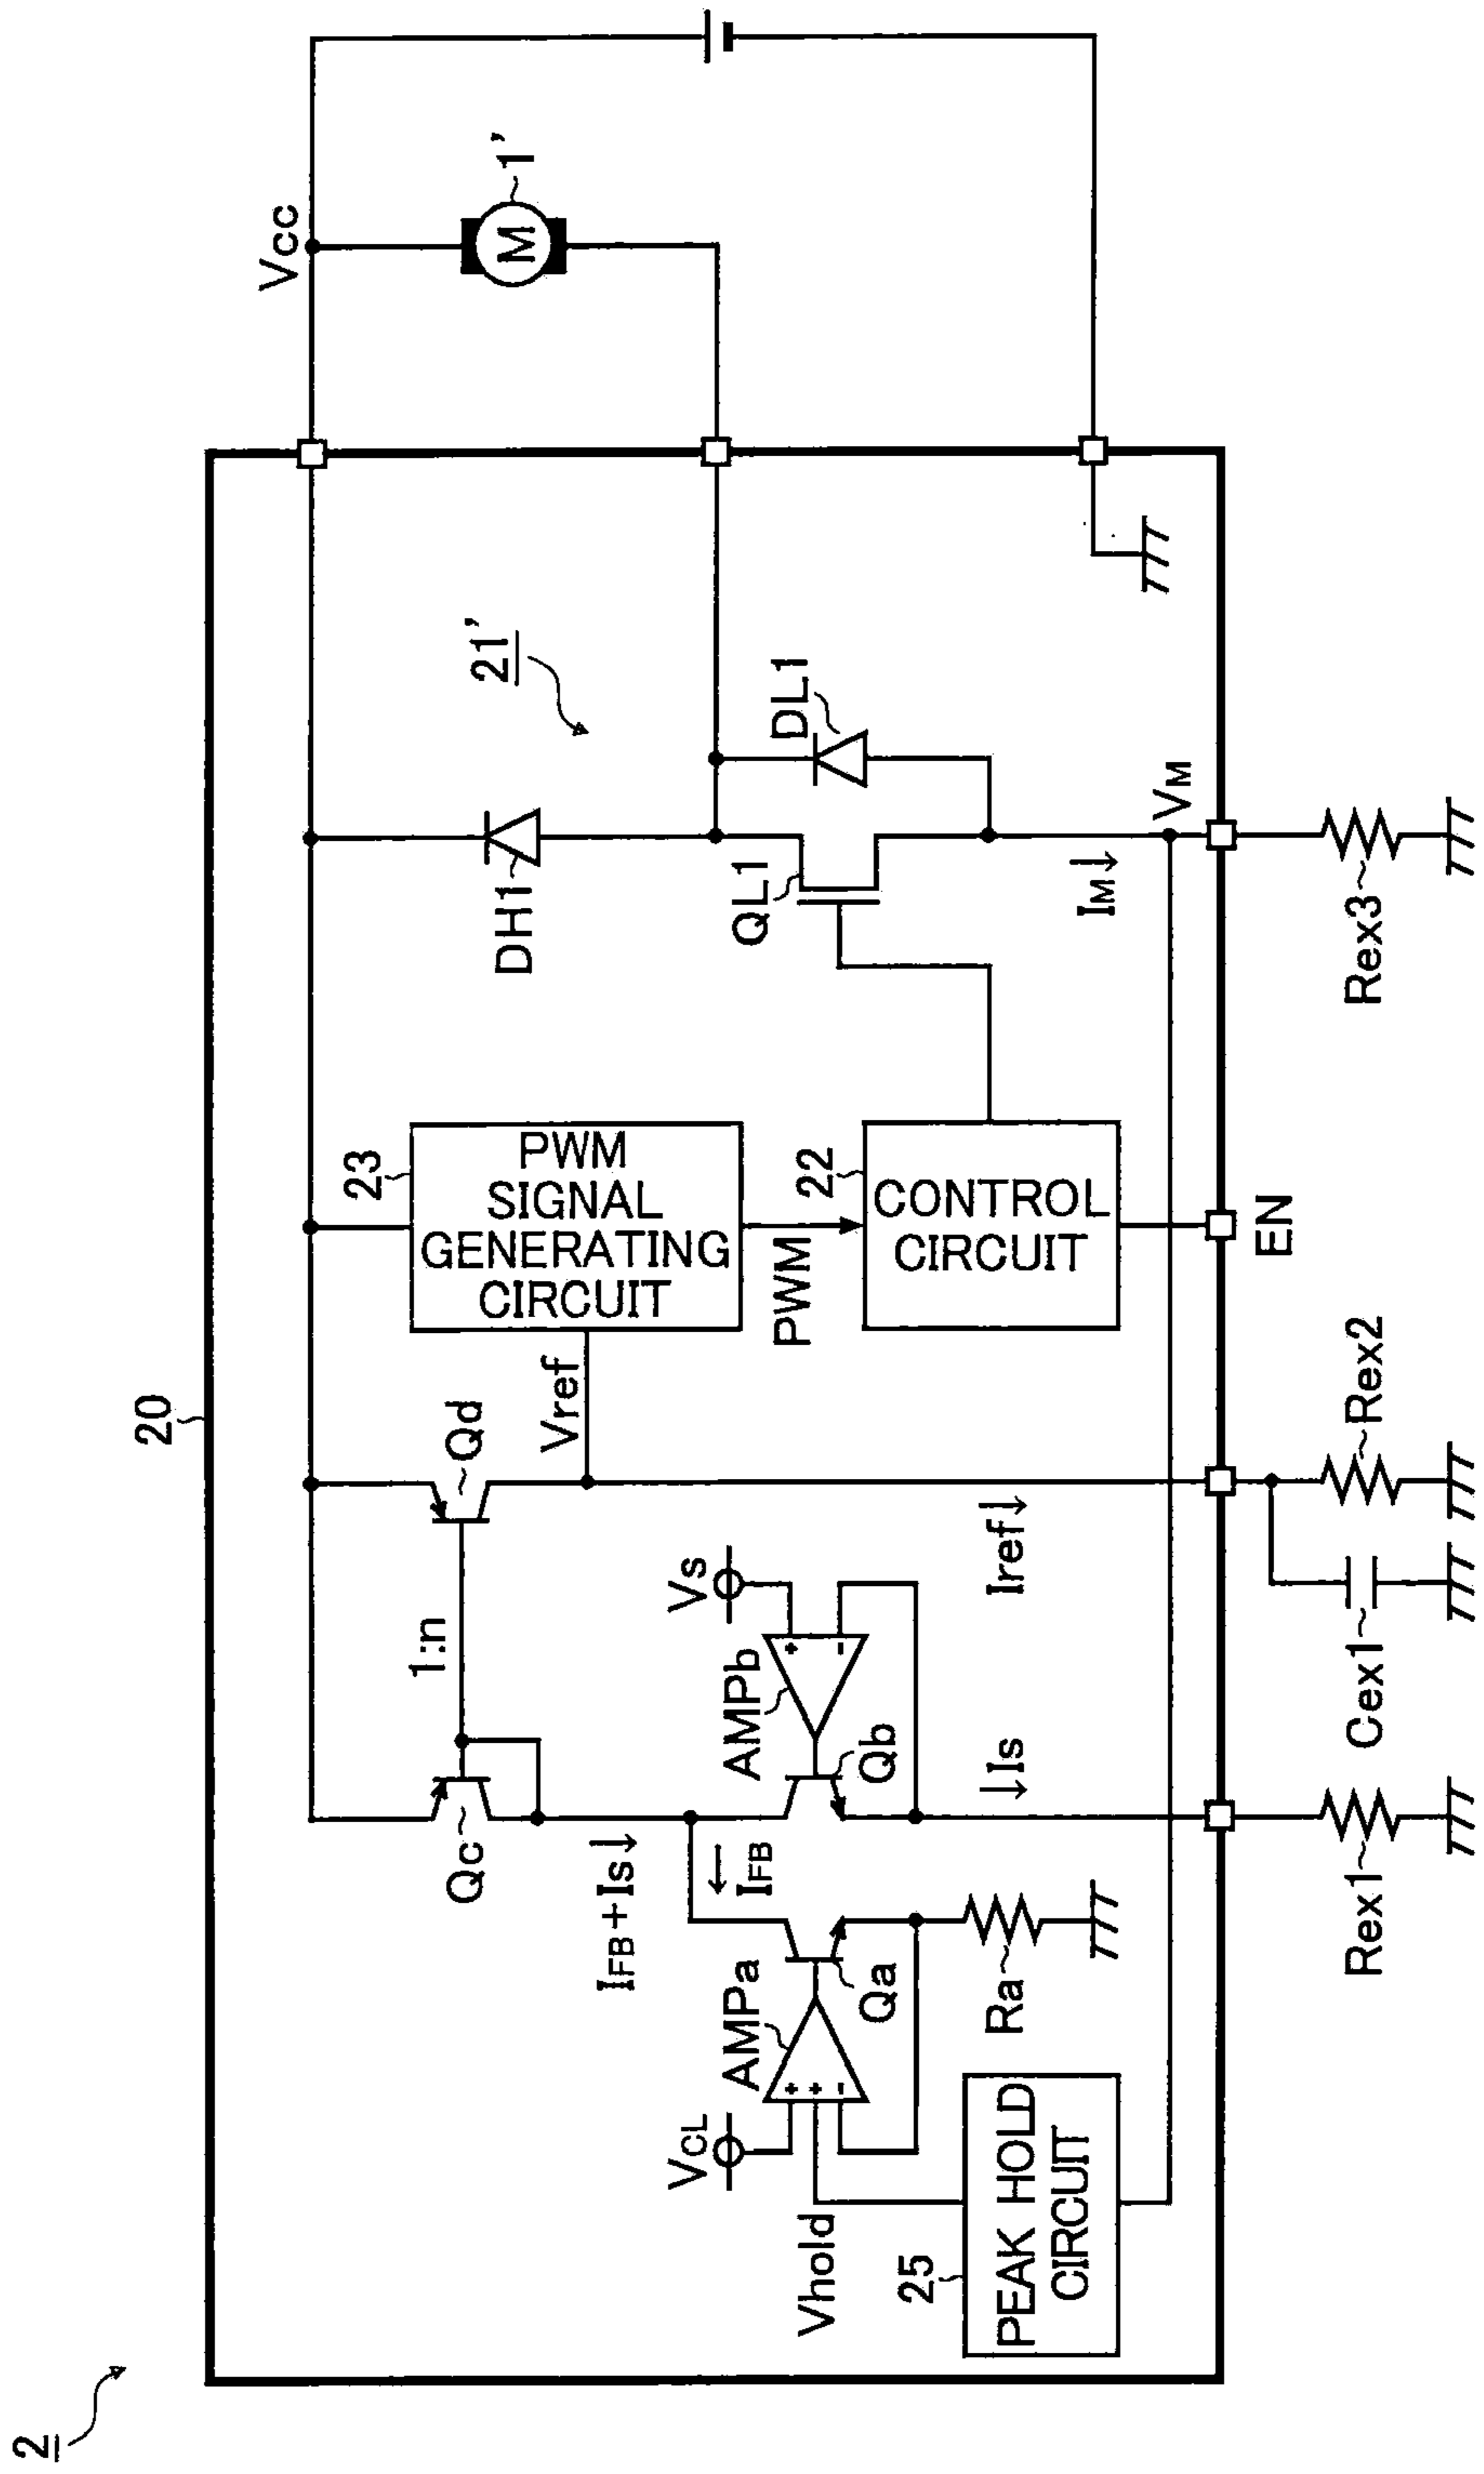 2
20
Vcc
1'
M
21'
DH1
QL1
DL1
IM
VM
Rex3
23
PWM
SIGNAL
GENERATING
CIRCUIT
PWM
22
CONTROL
CIRCUIT
EN
Vref
Qd
1:n
Qc
Iref
Rex2
Cex1
Vs
AMPb
Qb
Is
Rex1
IFB+Is
IFB
AMPa
Qa
Ra
VCL
Vhold
25
PEAK HOLD
CIRCUIT
+
-
+
+
-